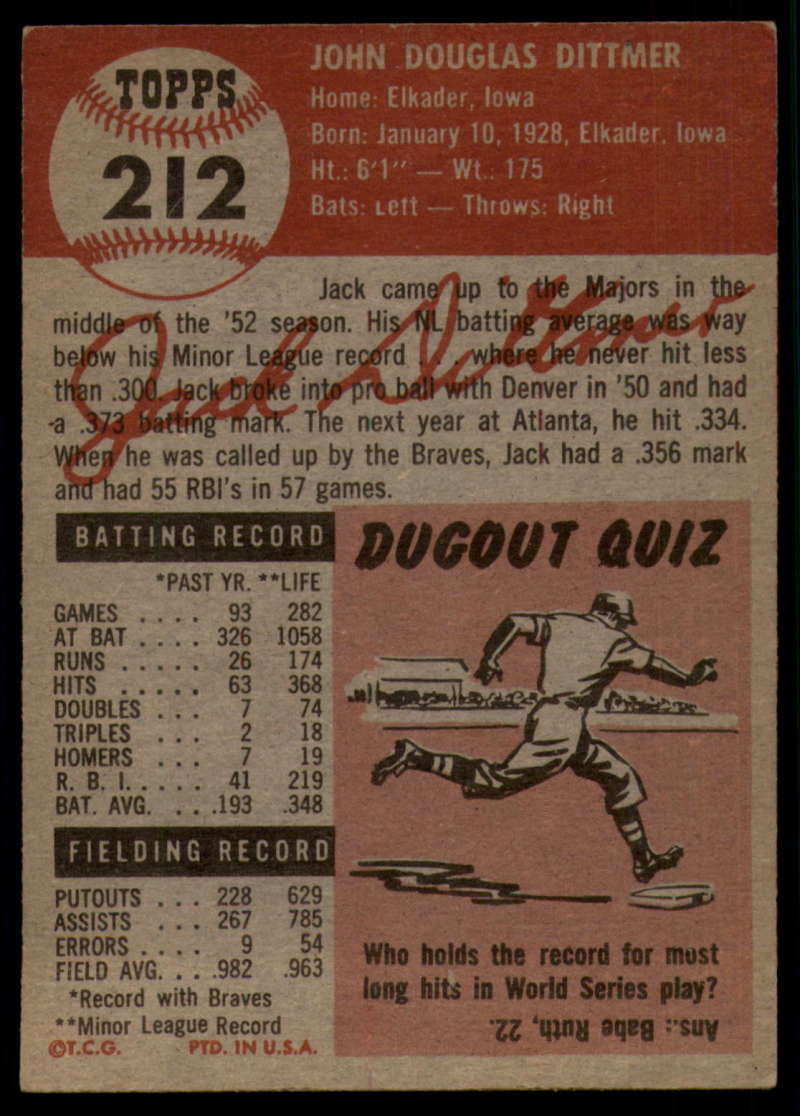 TOPPS
212
JOHN DOUGLAS DITTMER
Home: Elkader, Iowa
Born: January 10, 1928, Elkader, Iowa
Ht.: 6'1" — Wt.: 175
Bats: Left — Throws: Right
Jack came up to the Majors in the
middle of the '52 season. His NL batting average was way
below his Minor League record . . . where he never hit less
than .300. Jack broke into pro ball with Denver in '50 and had
a .373 batting mark. The next year at Atlanta, he hit .334.
When he was called up by the Braves, Jack had a .356 mark
and had 55 RBI's in 57 games.
Jack Dittmer
BATTING RECORD
*PAST YR. **LIFE
GAMES . . . . 93 282
AT BAT . . . . 326 1058
RUNS . . . . . 26 174
HITS . . . . . 63 368
DOUBLES . . . 7 74
TRIPLES . . . 2 18
HOMERS . . . 7 19
R. B. I. . . . . 41 219
BAT. AVG. . . .193 .348
FIELDING RECORD
PUTOUTS . . . 228 629
ASSISTS . . . 267 785
ERRORS . . . . 9 54
FIELD AVG. . . .982 .963
*Record with Braves
**Minor League Record
©T.C.G. PTD. IN U.S.A.
DUGOUT QUIZ
Who holds the record for most
long hits in World Series play?
Ans.: Babe Ruth, 22.